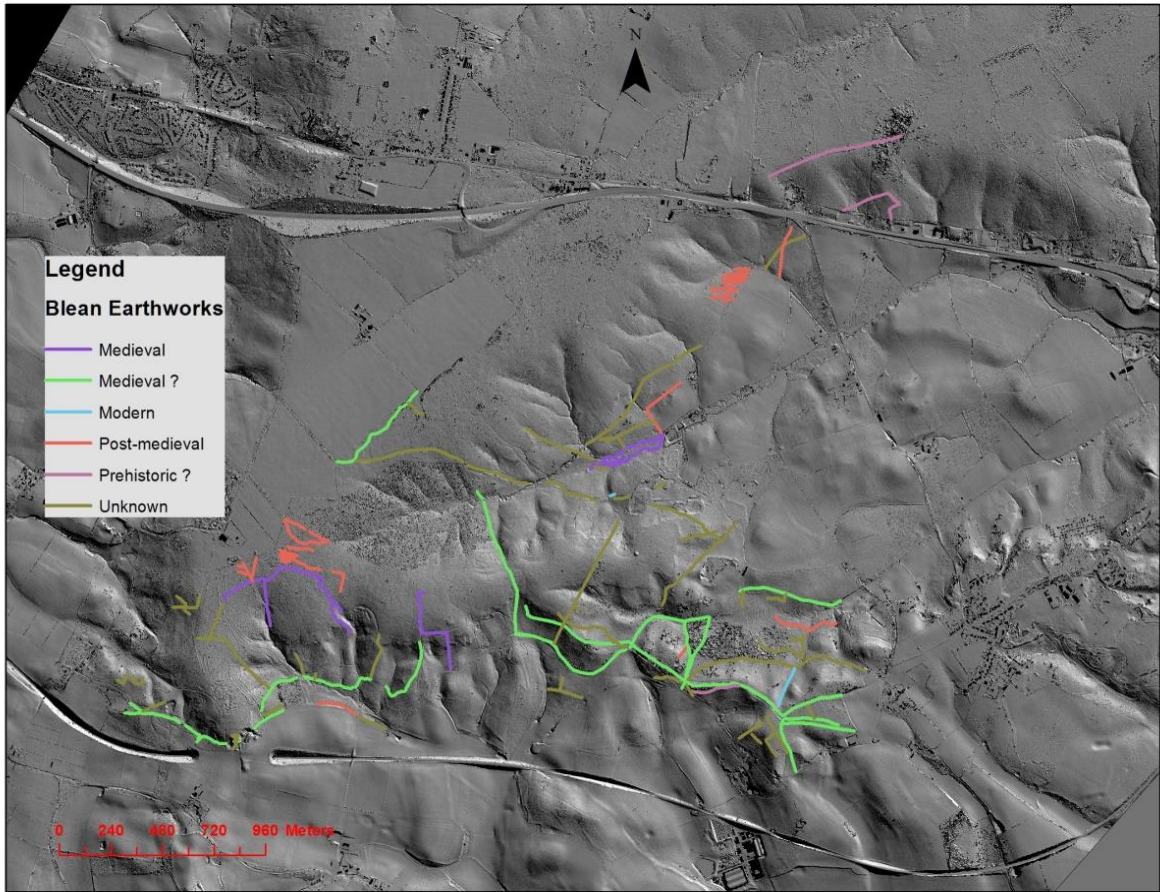 N
Legend
Blean Earthworks
Medieval
Medieval ?
Modern
Post-medieval
Prehistoric ?
Unknown
0 240 480 720 960 Meters